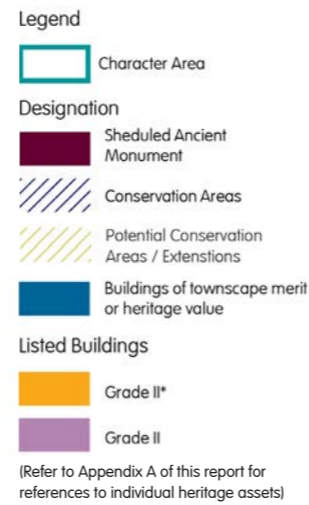 Legend
Character Area
Designation
Sheduled Ancient
Monument
Conservation Areas
Potential Conservation
Areas / Extenstions
Buildings of townscape merit
or heritage value
Listed Buildings
Grade II*
Grade II
(Refer to Appendix A of this report for
references to individual heritage assets)